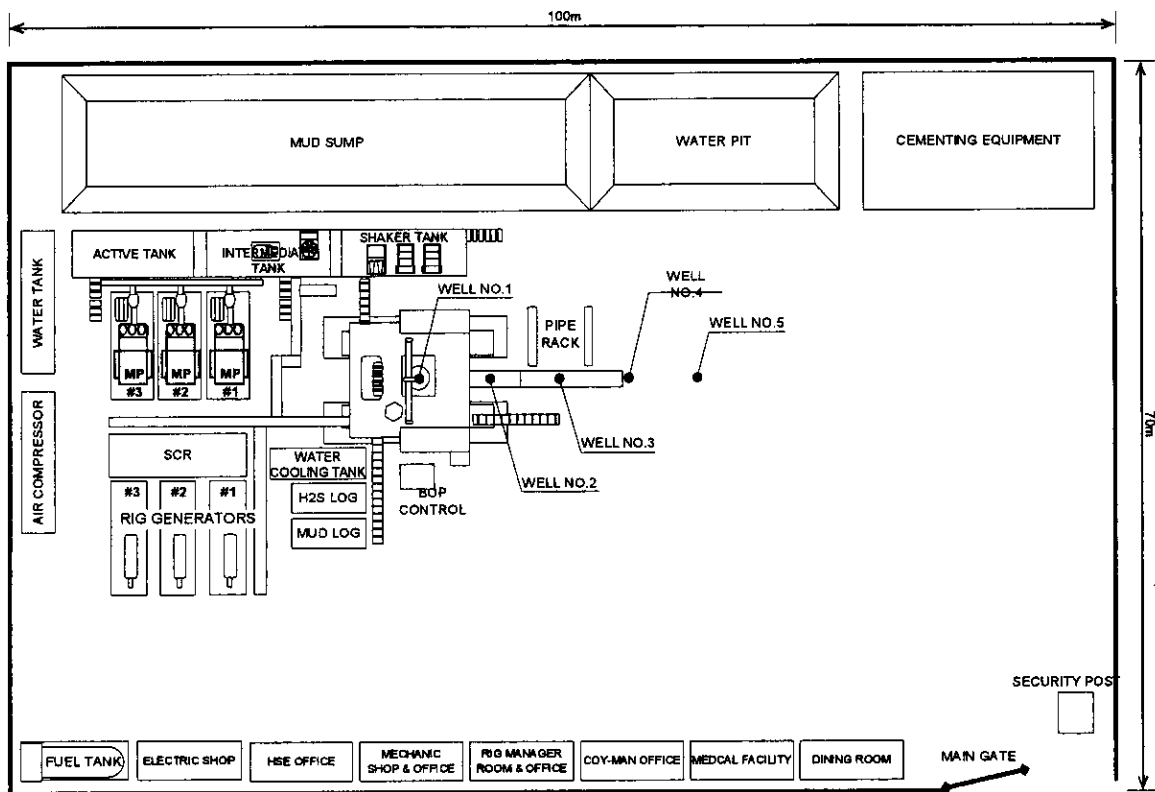 100m
MUD SUMP
WATER PIT
CEMENTING EQUIPMENT
WATER TANK
ACTIVE TANK
INTERMEDIATE
TANK
SHAKER TANK
WELL NO.1
WELL
NO.4
WELL NO.5
PIPE
RACK
MP
#3
MP
#2
MP
#1
70m
AIR COMPRESSOR
SCR
WATER
COOLING TANK
WELL NO.3
WELL NO.2
#3
#2
#1
RIG GENERATORS
H2S LOG
MUD LOG
BOP
CONTROL
SECURITY POST
FUEL TANK
ELECTRIC SHOP
HSE OFFICE
MECHANIC
SHOP & OFFICE
RIG MANAGER
ROOM & OFFICE
COY-MAN OFFICE
MEDCAL FACILITY
DINING ROOM
MAIN GATE